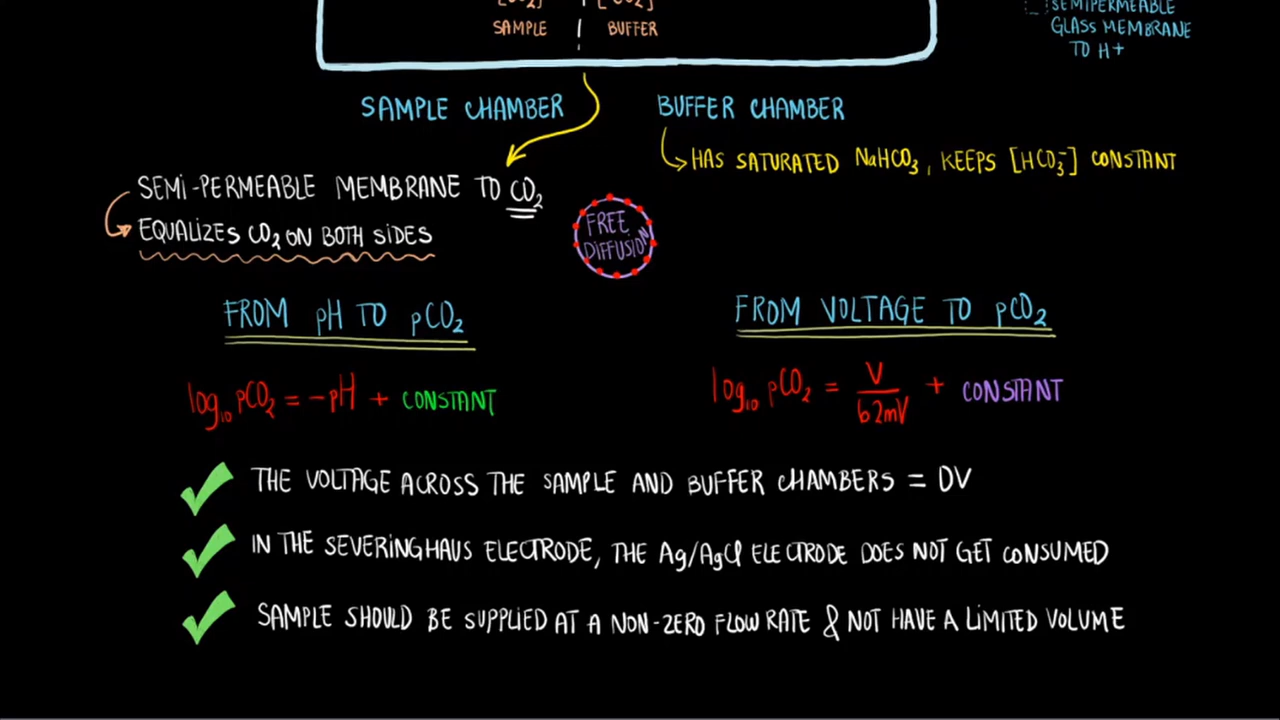 [CO₂] [CO₂]
SAMPLE BUFFER
SEMIPERMEABLE
GLASS MEMBRANE
TO H+
SAMPLE CHAMBER
BUFFER CHAMBER
HAS SATURATED NaHCO₃, KEEPS [HCO₃⁻] CONSTANT
SEMI-PERMEABLE MEMBRANE TO CO₂
EQUALIZES CO₂ ON BOTH SIDES
FREE
DIFFUSION
FROM pH TO pCO₂
FROM VOLTAGE TO pCO₂
log₁₀ pCO₂ = -pH + CONSTANT
log₁₀ pCO₂ = V/62mV + CONSTANT
THE VOLTAGE ACROSS THE SAMPLE AND BUFFER CHAMBERS = DV
IN THE SEVERINGHAUS ELECTRODE, THE Ag/AgCl ELECTRODE DOES NOT GET CONSUMED
SAMPLE SHOULD BE SUPPLIED AT A NON-ZERO FLOW RATE & NOT HAVE A LIMITED VOLUME